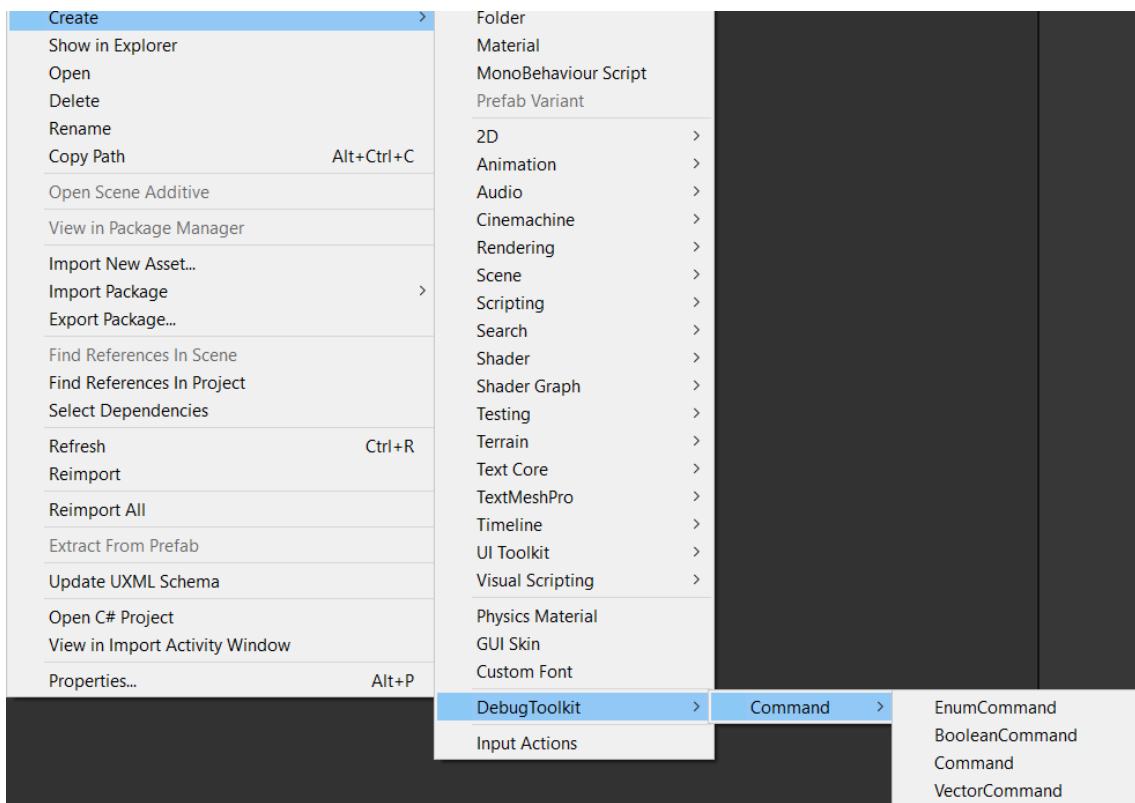 Create
Show in Explorer
Open
Delete
Rename
Copy Path Alt+Ctrl+C
Open Scene Additive
View in Package Manager
Import New Asset...
Import Package
Export Package...
Find References In Scene
Find References In Project
Select Dependencies
Refresh Ctrl+R
Reimport
Reimport All
Extract From Prefab
Update UXML Schema
Open C# Project
View in Import Activity Window
Properties... Alt+P
Folder
Material
MonoBehaviour Script
Prefab Variant
2D
Animation
Audio
Cinemachine
Rendering
Scene
Scripting
Search
Shader
Shader Graph
Testing
Terrain
Text Core
TextMeshPro
Timeline
UI Toolkit
Visual Scripting
Physics Material
GUI Skin
Custom Font
DebugToolkit
Input Actions
Command
EnumCommand
BooleanCommand
Command
VectorCommand